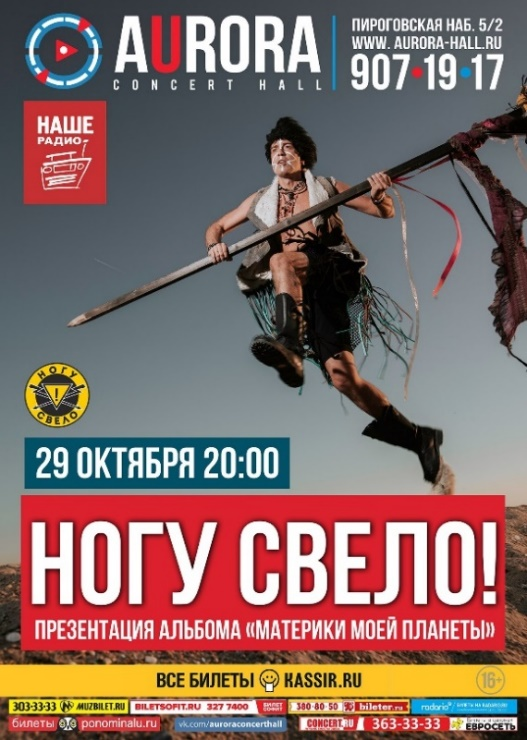 AURORA
CONCERT HALL
ПИРОГОВСКАЯ НАБ. 5/2
WWW. AURORA-HALL.RU
907•19•17
НАШЕ
РАДИО
НОГУ
СВЕЛО
!
29 ОКТЯБРЯ 20:00
НОГУ СВЕЛО!
ПРЕЗЕНТАЦИЯ АЛЬБОМА «МАТЕРИКИ МОЕЙ ПЛАНЕТЫ»
ВСЕ БИЛЕТЫ KASSIR.RU
16+
303-33-33 MUZBILET.RU BILETSOFIT.RU 327 7400 380-80-50 bileter.ru radario
билеты ponominalu.ru vk.com/auroraconcerthall CONCERT.RU 363-33-33 ЕВРОСЕТЬ